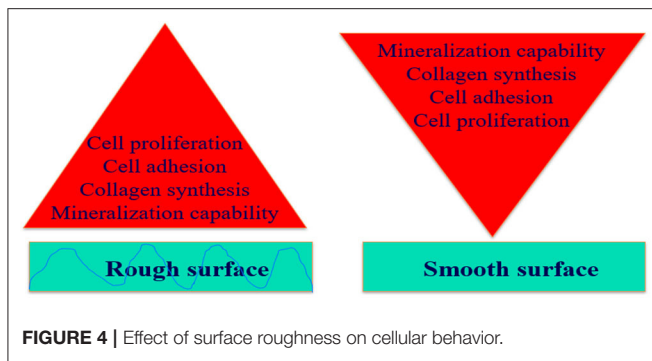 Cell proliferation
Cell adhesion
Collagen synthesis
Mineralization capability
Rough surface
Mineralization capability
Collagen synthesis
Cell adhesion
Cell proliferation
Smooth surface
FIGURE 4 | Effect of surface roughness on cellular behavior.